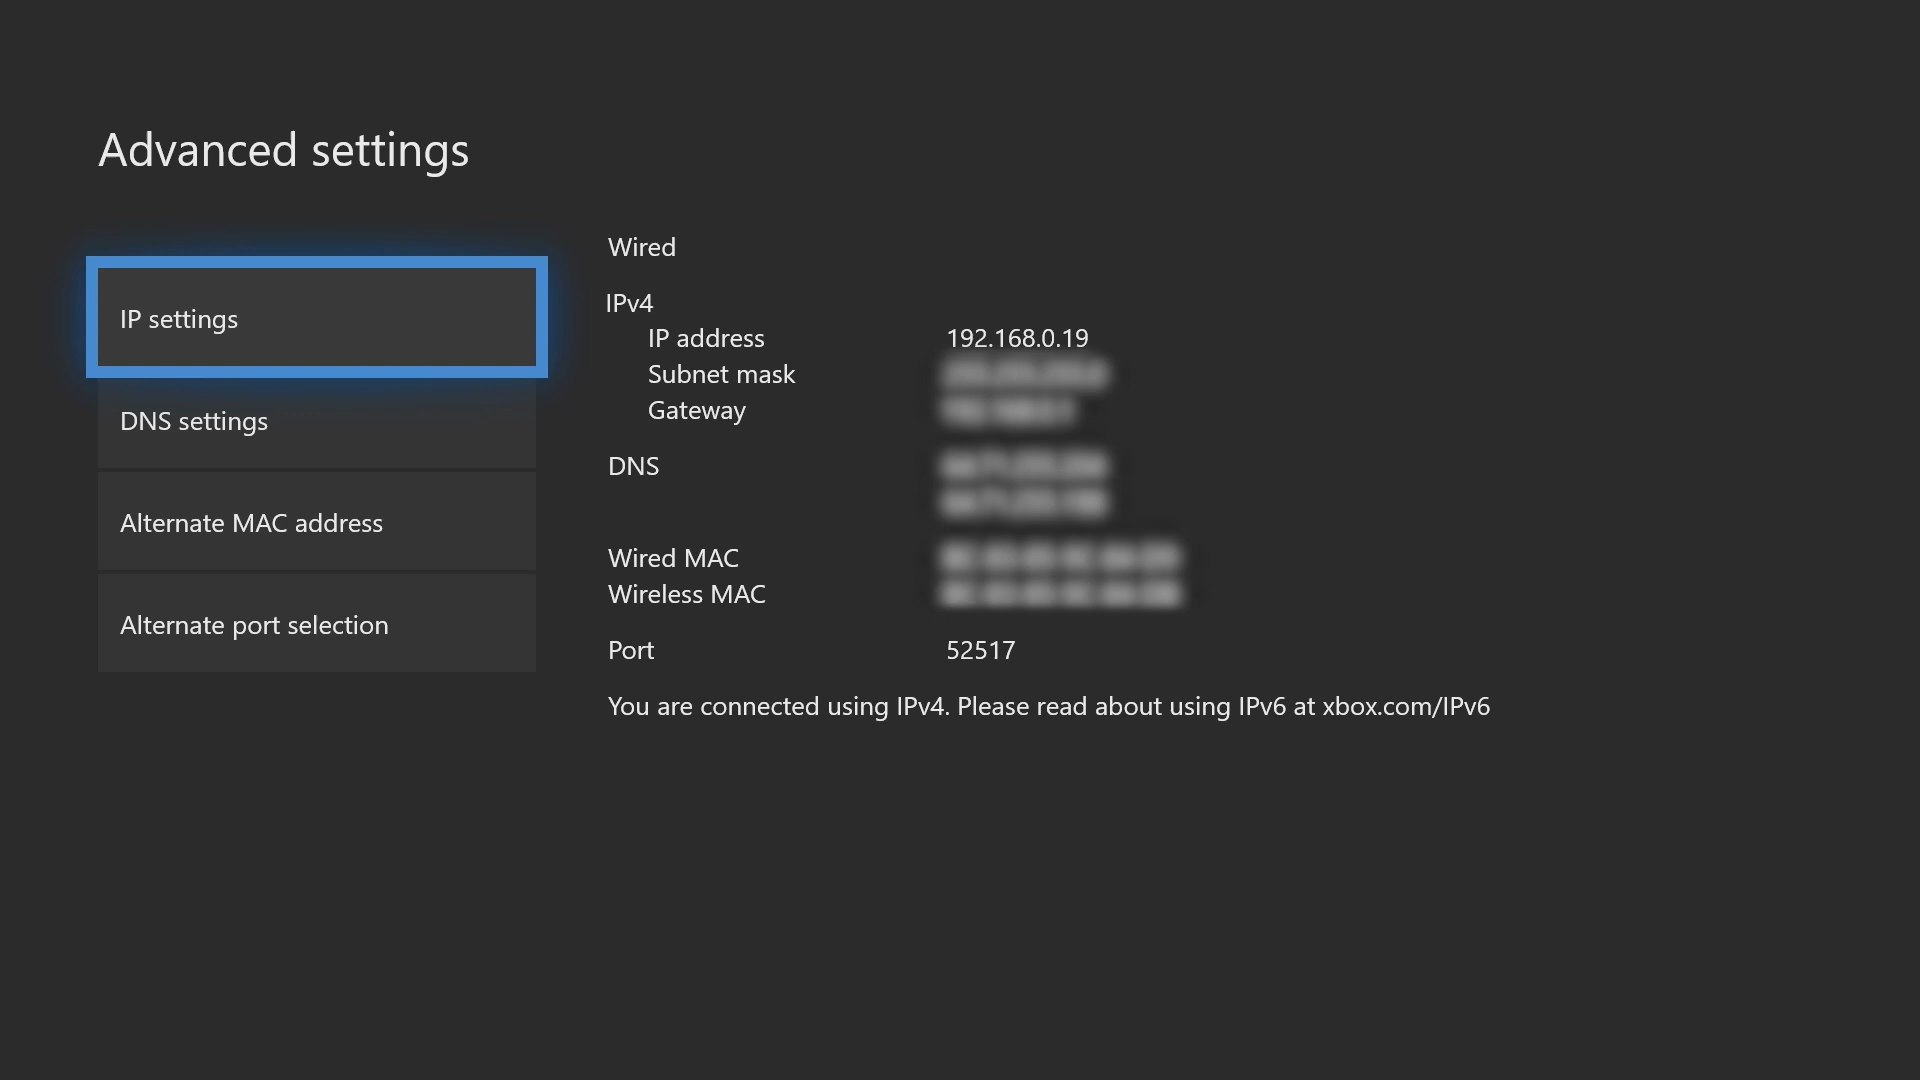 Advanced settings
IP settings
DNS settings
Alternate MAC address
Alternate port selection
Wired
IPv4
IP address 192.168.0.19
Subnet mask
Gateway
DNS
Wired MAC
Wireless MAC
Port 52517
You are connected using IPv4. Please read about using IPv6 at xbox.com/IPv6